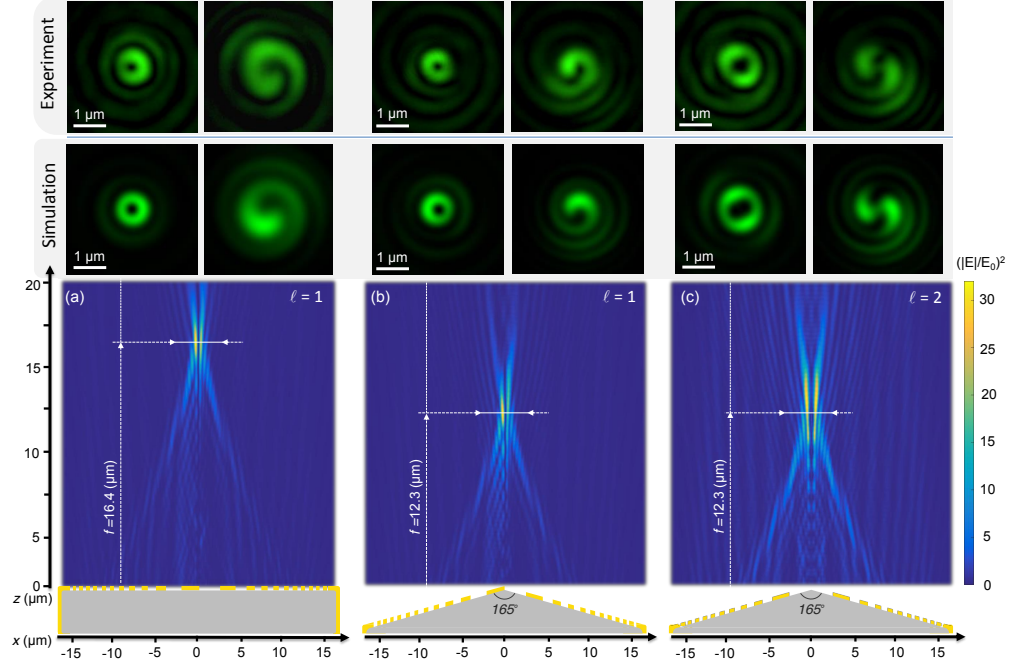 Experiment
1 µm
1 µm
1 µm
Simulation
1 µm
1 µm
1 µm
(|E|/E₀)²
(a)
ℓ = 1
(b)
ℓ = 1
(c)
ℓ = 2
20
15
10
5
0
z (µm)
f =16.4 (µm)
f =12.3 (µm)
f =12.3 (µm)
30
25
20
15
10
5
0
165°
165°
x (µm)
-15 -10 -5 0 5 10 15
-15 -10 -5 0 5 10 15
-15 -10 -5 0 5 10 15